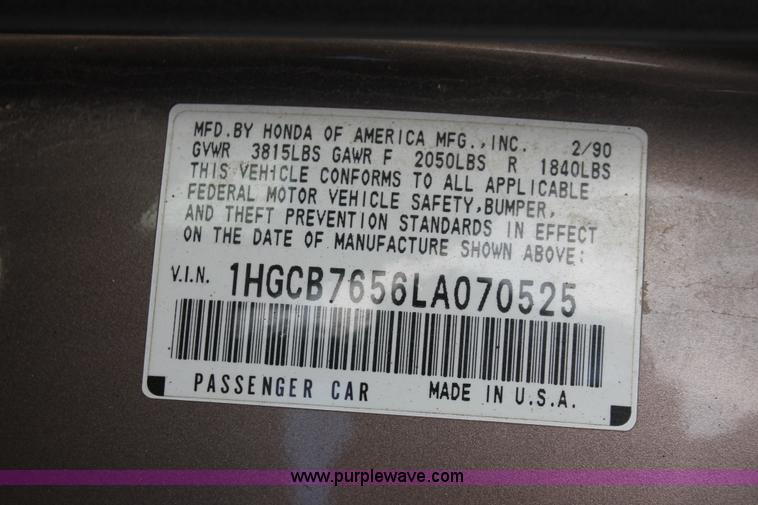 MFD.BY HONDA OF AMERICA MFG.,INC. 2/90
GVWR 3815LBS GAWR F 2050LBS R 1840LBS
THIS VEHICLE CONFORMS TO ALL APPLICABLE
FEDERAL MOTOR VEHICLE SAFETY,BUMPER,
AND THEFT PREVENTION STANDARDS IN EFFECT
ON THE DATE OF MANUFACTURE SHOWN ABOVE:
V.I.N. 1HGCB7656LA070525
PASSENGER CAR MADE IN U.S.A.
www.purplewave.com